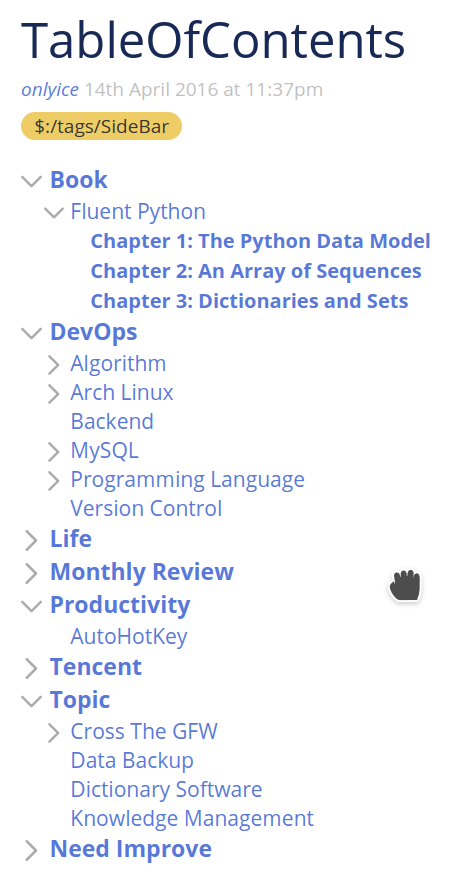 TableOfContents
onlyice 14th April 2016 at 11:37pm
$:/tags/SideBar
Book
Fluent Python
Chapter 1: The Python Data Model
Chapter 2: An Array of Sequences
Chapter 3: Dictionaries and Sets
DevOps
Algorithm
Arch Linux
Backend
MySQL
Programming Language
Version Control
Life
Monthly Review
Productivity
AutoHotKey
Tencent
Topic
Cross The GFW
Data Backup
Dictionary Software
Knowledge Management
Need Improve